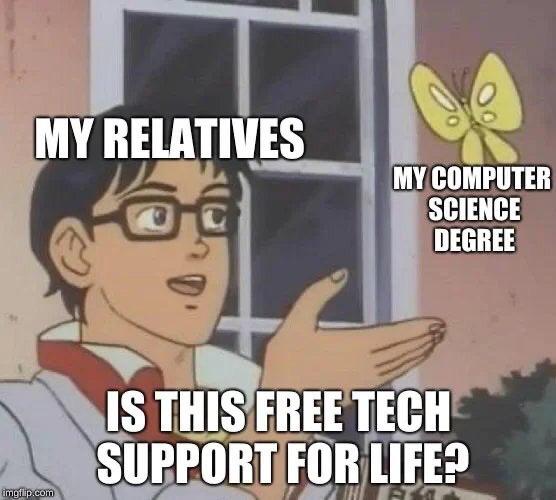 MY RELATIVES
MY COMPUTER
SCIENCE
DEGREE
IS THIS FREE TECH
SUPPORT FOR LIFE?
imgflip.com